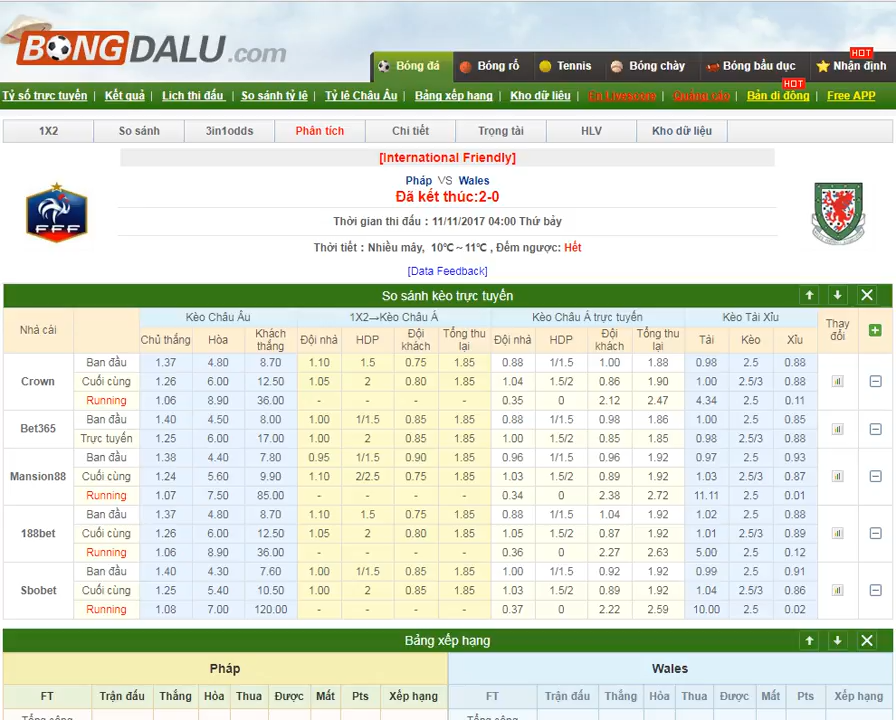 BONGDALU.com
HOT
Bóng đá Bóng rổ Tennis Bóng chày Bóng bầu dục Nhận định
HOT
Tỷ số trực tuyến | Kết quả | Lịch thi đấu | So sánh tỷ lệ | Tỷ lệ Châu Âu | Bảng xếp hạng | Kho dữ liệu | En Livescore | Quảng cáo | Bản di động | Free APP
1X2 So sánh 3in1odds Phân tích Chi tiết Trọng tài HLV Kho dữ liệu
[International Friendly]
Pháp VS Wales
Đã kết thúc:2-0
Thời gian thi đấu : 11/11/2017 04:00 Thứ bảy
Thời tiết : Nhiều mây, 10℃~11℃ , Đếm ngược: Hết
[Data Feedback]
FFF
So sánh kèo trực tuyến
Nhà cái Kèo Châu Âu 1X2→Kèo Châu Á Kèo Châu Á trực tuyến Kèo Tài Xỉu Thay đổi
Chủ thắng Hòa Khách thắng Đội nhà HDP Đội khách Tổng thu lại Đội nhà HDP Đội khách Tổng thu lại Tài Kèo Xỉu
Crown
Ban đầu 1.37 4.80 8.70 1.10 1.5 0.75 1.85 0.88 1/1.5 1.00 1.88 0.98 2.5 0.88
Cuối cùng 1.26 6.00 12.50 1.05 2 0.80 1.85 1.04 1.5/2 0.86 1.90 1.00 2.5/3 0.88
Running 1.06 8.90 36.00 - - - - 0.35 0 2.12 2.47 4.34 2.5 0.11
Bet365
Ban đầu 1.40 4.50 8.00 1.00 1/1.5 0.85 1.85 0.88 1/1.5 0.98 1.86 1.00 2.5 0.85
Trực tuyến 1.25 6.00 17.00 1.00 2 0.85 1.85 1.00 1.5/2 0.85 1.85 0.98 2.5/3 0.88
Mansion88
Ban đầu 1.38 4.40 7.80 0.95 1/1.5 0.90 1.85 0.96 1/1.5 0.96 1.92 0.97 2.5 0.93
Cuối cùng 1.24 5.60 9.90 1.10 2/2.5 0.75 1.85 1.03 1.5/2 0.89 1.92 1.03 2.5/3 0.87
Running 1.07 7.50 85.00 - - - - 0.34 0 2.38 2.72 11.11 2.5 0.01
188bet
Ban đầu 1.37 4.80 8.70 1.10 1.5 0.75 1.85 0.88 1/1.5 1.04 1.92 1.02 2.5 0.88
Cuối cùng 1.26 6.00 12.50 1.05 2 0.80 1.85 1.05 1.5/2 0.87 1.92 1.01 2.5/3 0.89
Running 1.06 8.90 36.00 - - - - 0.36 0 2.27 2.63 5.00 2.5 0.12
Sbobet
Ban đầu 1.40 4.30 7.60 1.00 1/1.5 0.85 1.85 1.00 1/1.5 0.92 1.92 0.99 2.5 0.91
Cuối cùng 1.25 5.40 10.50 1.00 2 0.85 1.85 1.03 1.5/2 0.89 1.92 1.04 2.5/3 0.86
Running 1.08 7.00 120.00 - - - - 0.37 0 2.22 2.59 10.00 2.5 0.02
Bảng xếp hạng
Pháp Wales
FT Trận đấu Thắng Hòa Thua Được Mất Pts Xếp hạng FT Trận đấu Thắng Hòa Thua Được Mất Pts Xếp hạng
Tổng cộng Tổng cộng